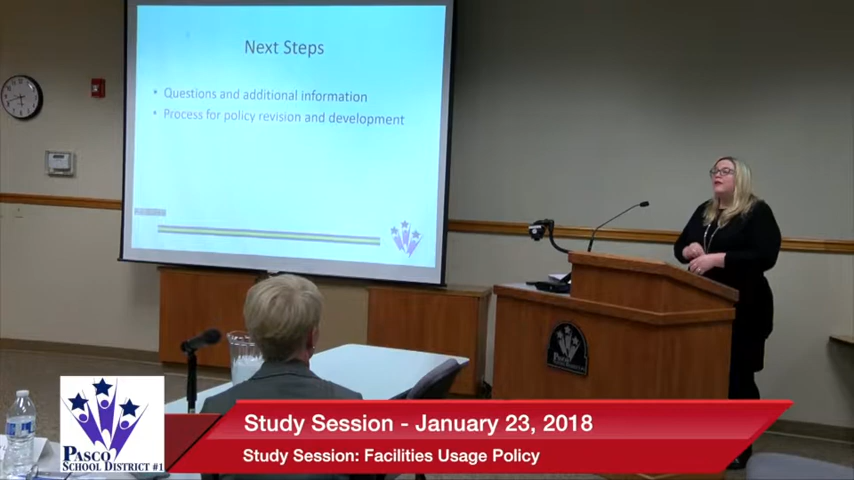 Next Steps
• Questions and additional information
• Process for policy revision and development
PASCO
Study Session - January 23, 2018
Study Session: Facilities Usage Policy
PASCO
SCHOOL DISTRICT #1